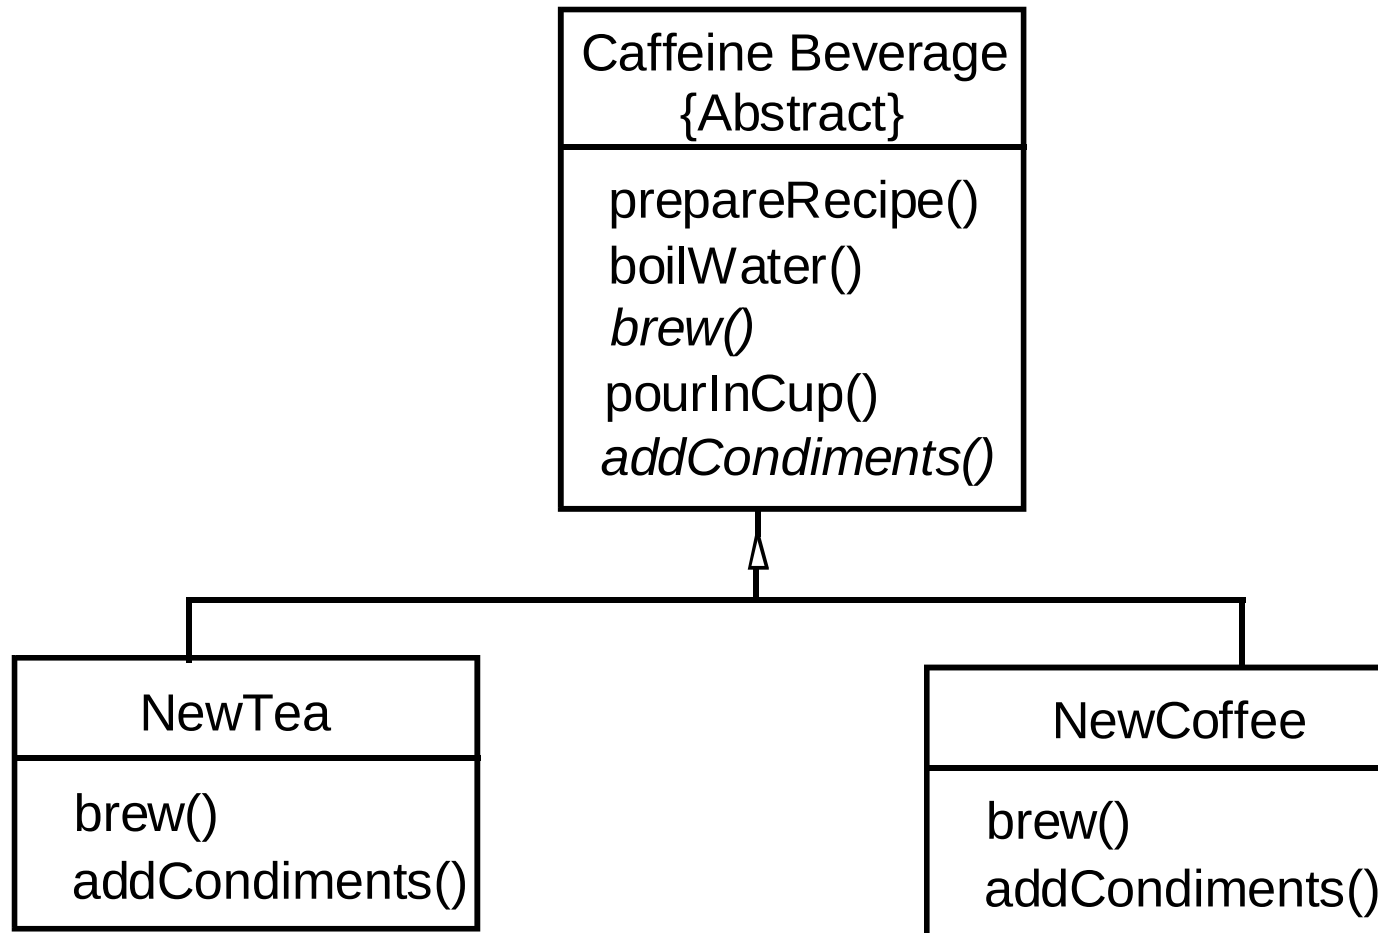 Caffeine Beverage
{Abstract}
prepareRecipe()
boilWater()
brew()
pourInCup()
addCondiments()
NewTea
brew()
addCondiments()
NewCoffee
brew()
addCondiments()